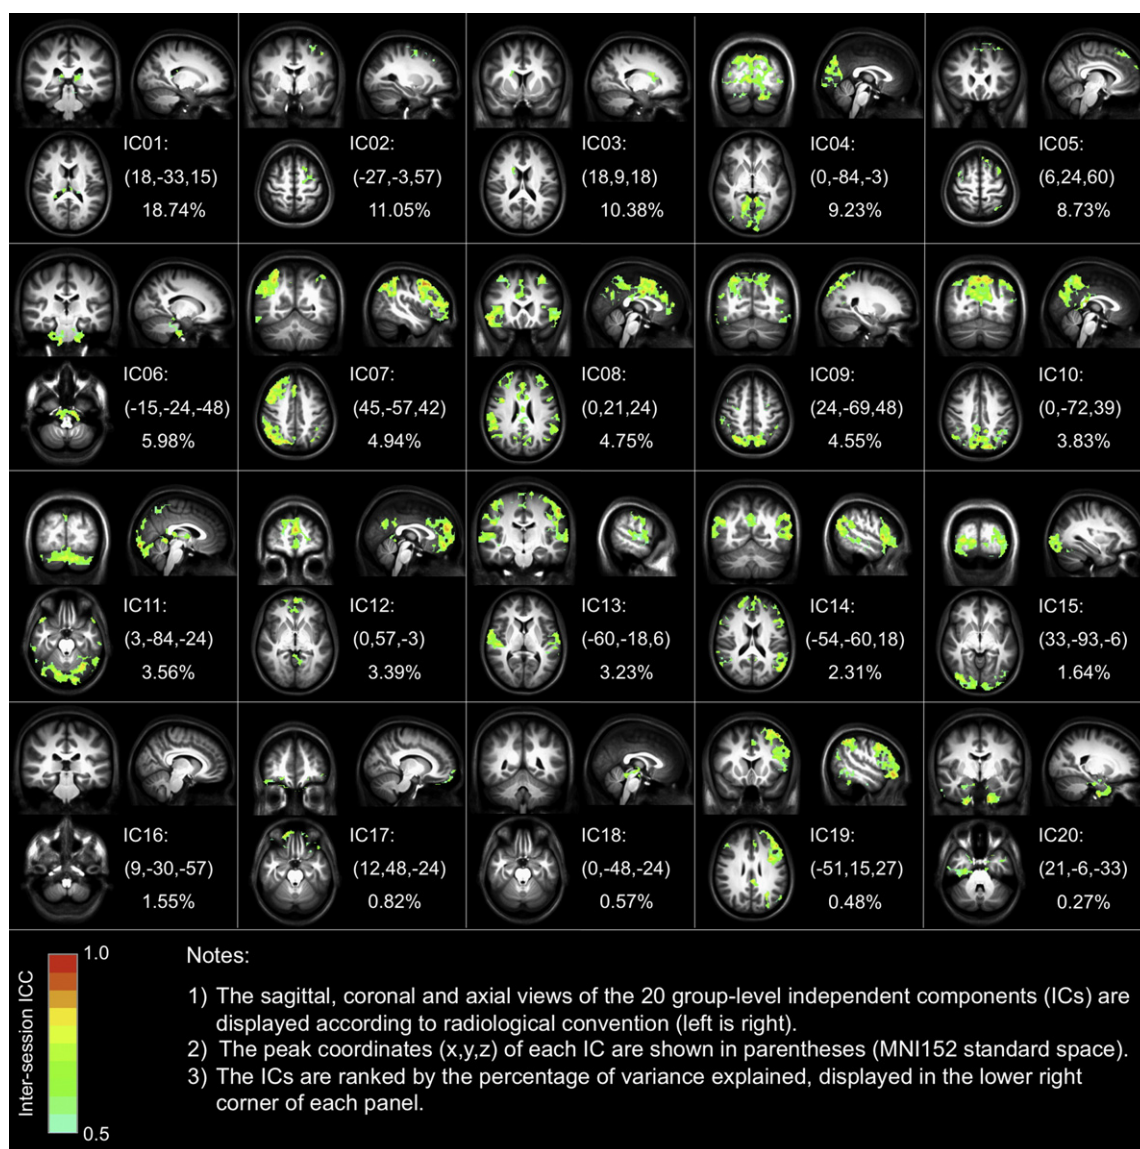 IC01:
(18,-33,15)
18.74%
IC02:
(-27,-3,57)
11.05%
IC03:
(18,9,18)
10.38%
IC04:
(0,-84,-3)
9.23%
IC05:
(6,24,60)
8.73%
IC06:
(-15,-24,-48)
5.98%
IC07:
(45,-57,42)
4.94%
IC08:
(0,21,24)
4.75%
IC09:
(24,-69,48)
4.55%
IC10:
(0,-72,39)
3.83%
IC11:
(3,-84,-24)
3.56%
IC12:
(0,57,-3)
3.39%
IC13:
(-60,-18,6)
3.23%
IC14:
(-54,-60,18)
2.31%
IC15:
(33,-93,-6)
1.64%
IC16:
(9,-30,-57)
1.55%
IC17:
(12,48,-24)
0.82%
IC18:
(0,-48,-24)
0.57%
IC19:
(-51,15,27)
0.48%
IC20:
(21,-6,-33)
0.27%
Inter-session ICC
1.0
0.5
Notes:
1) The sagittal, coronal and axial views of the 20 group-level independent components (ICs) are
displayed according to radiological convention (left is right).
2) The peak coordinates (x,y,z) of each IC are shown in parentheses (MNI152 standard space).
3) The ICs are ranked by the percentage of variance explained, displayed in the lower right
corner of each panel.